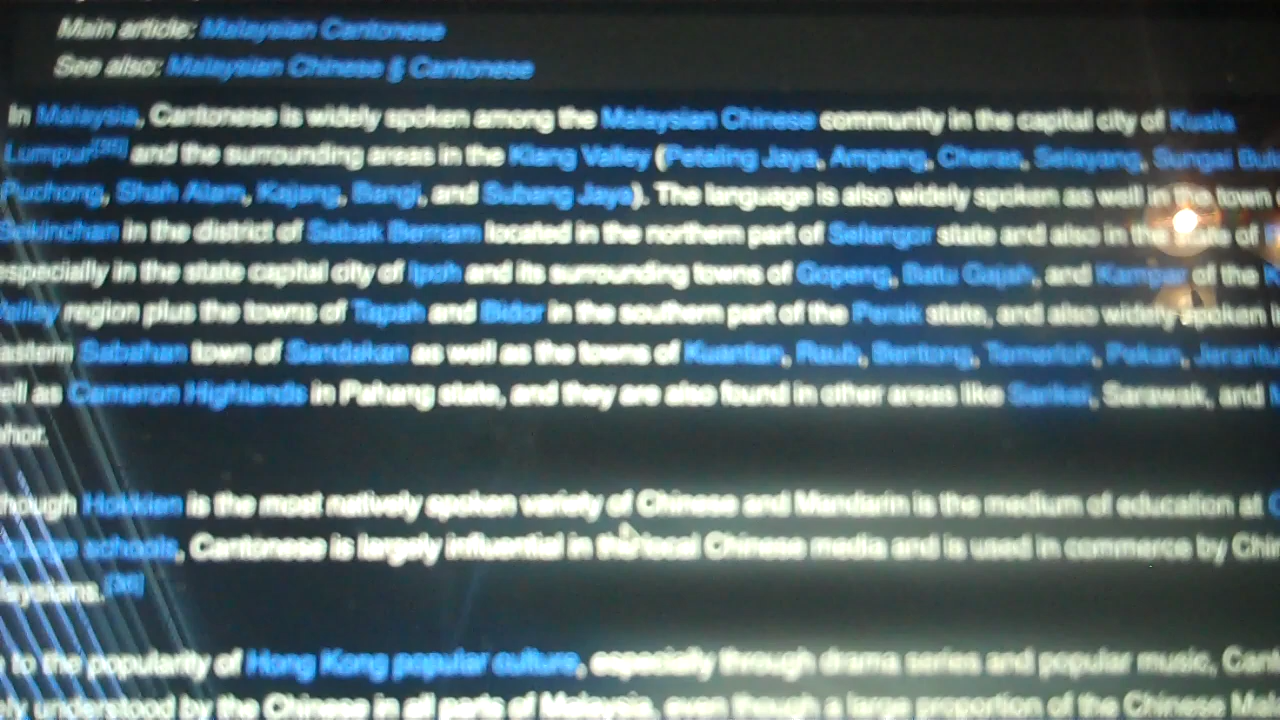 Main article: Malaysian Cantonese
See also: Malaysian Chinese § Cantonese
In Malaysia, Cantonese is widely spoken among the Malaysian Chinese community in the capital city of Kuala
Lumpur and the surrounding areas in the Klang Valley (Petaling Jaya, Ampang, Cheras, Selayang, Sungai
Puchong, Shah Alam, Kajang, Bangi, and Subang Jaya). The language is also widely spoken as well in the town
Sekinchan in the district of Sabak Bernam located in the northern part of Selangor state and also in the state of
especially in the state capital city of Ipoh and its surrounding towns of Gopeng, Batu Gajah, and Kampar of the
Valley region plus the towns of Tapah and Bidor in the southern part of the Perak state, and also widely spoken
astern Sabahan town of Sandakan as well as the towns of Kuantan, Raub, Bentong, Temerloh, Pekan, Jerantu
ell as Cameron Highlands in Pahang state, and they are also found in other areas like Sarikei, Sarawak, and
ohor.
hough Hokkien is the most natively spoken variety of Chinese and Mandarin is the medium of education at
guage schools, Cantonese is largely influential in the local Chinese media and is used in commerce by Chin
laysians.
to the popularity of Hong Kong popular culture, especially through drama series and popular music, Cant
ely understood by the Chinese in all parts of Malaysia, even though a large proportion of the Chinese Mal